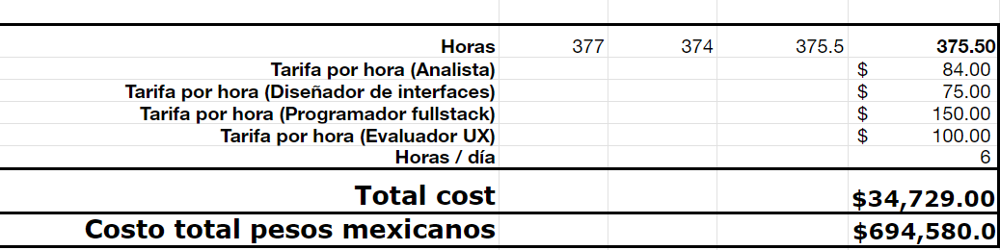 Horas 377 374 375.5 375.50
Tarifa por hora (Analista) $ 84.00
Tarifa por hora (Diseñador de interfaces) $ 75.00
Tarifa por hora (Programador fullstack) $ 150.00
Tarifa por hora (Evaluador UX) $ 100.00
Horas / día 6
Total cost $34,729.00
Costo total pesos mexicanos $694,580.0